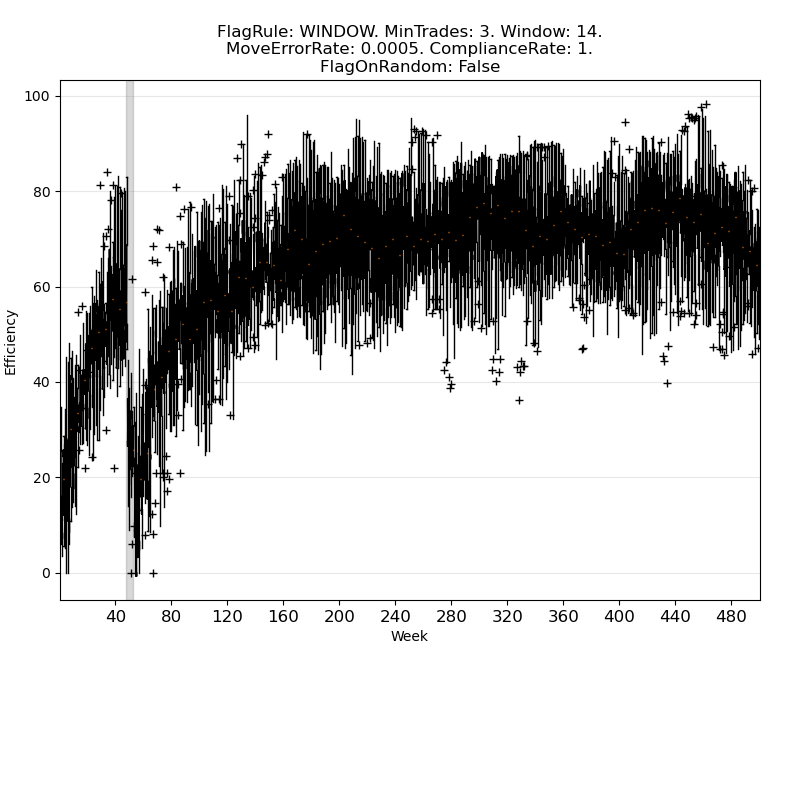 FlagRule: WINDOW. MinTrades: 3. Window: 14.
MoveErrorRate: 0.0005. ComplianceRate: 1.
FlagOnRandom: False
100
80
60
40
20
0
Efficiency
40 80 120 160 200 240 280 320 360 400 440 480
Week